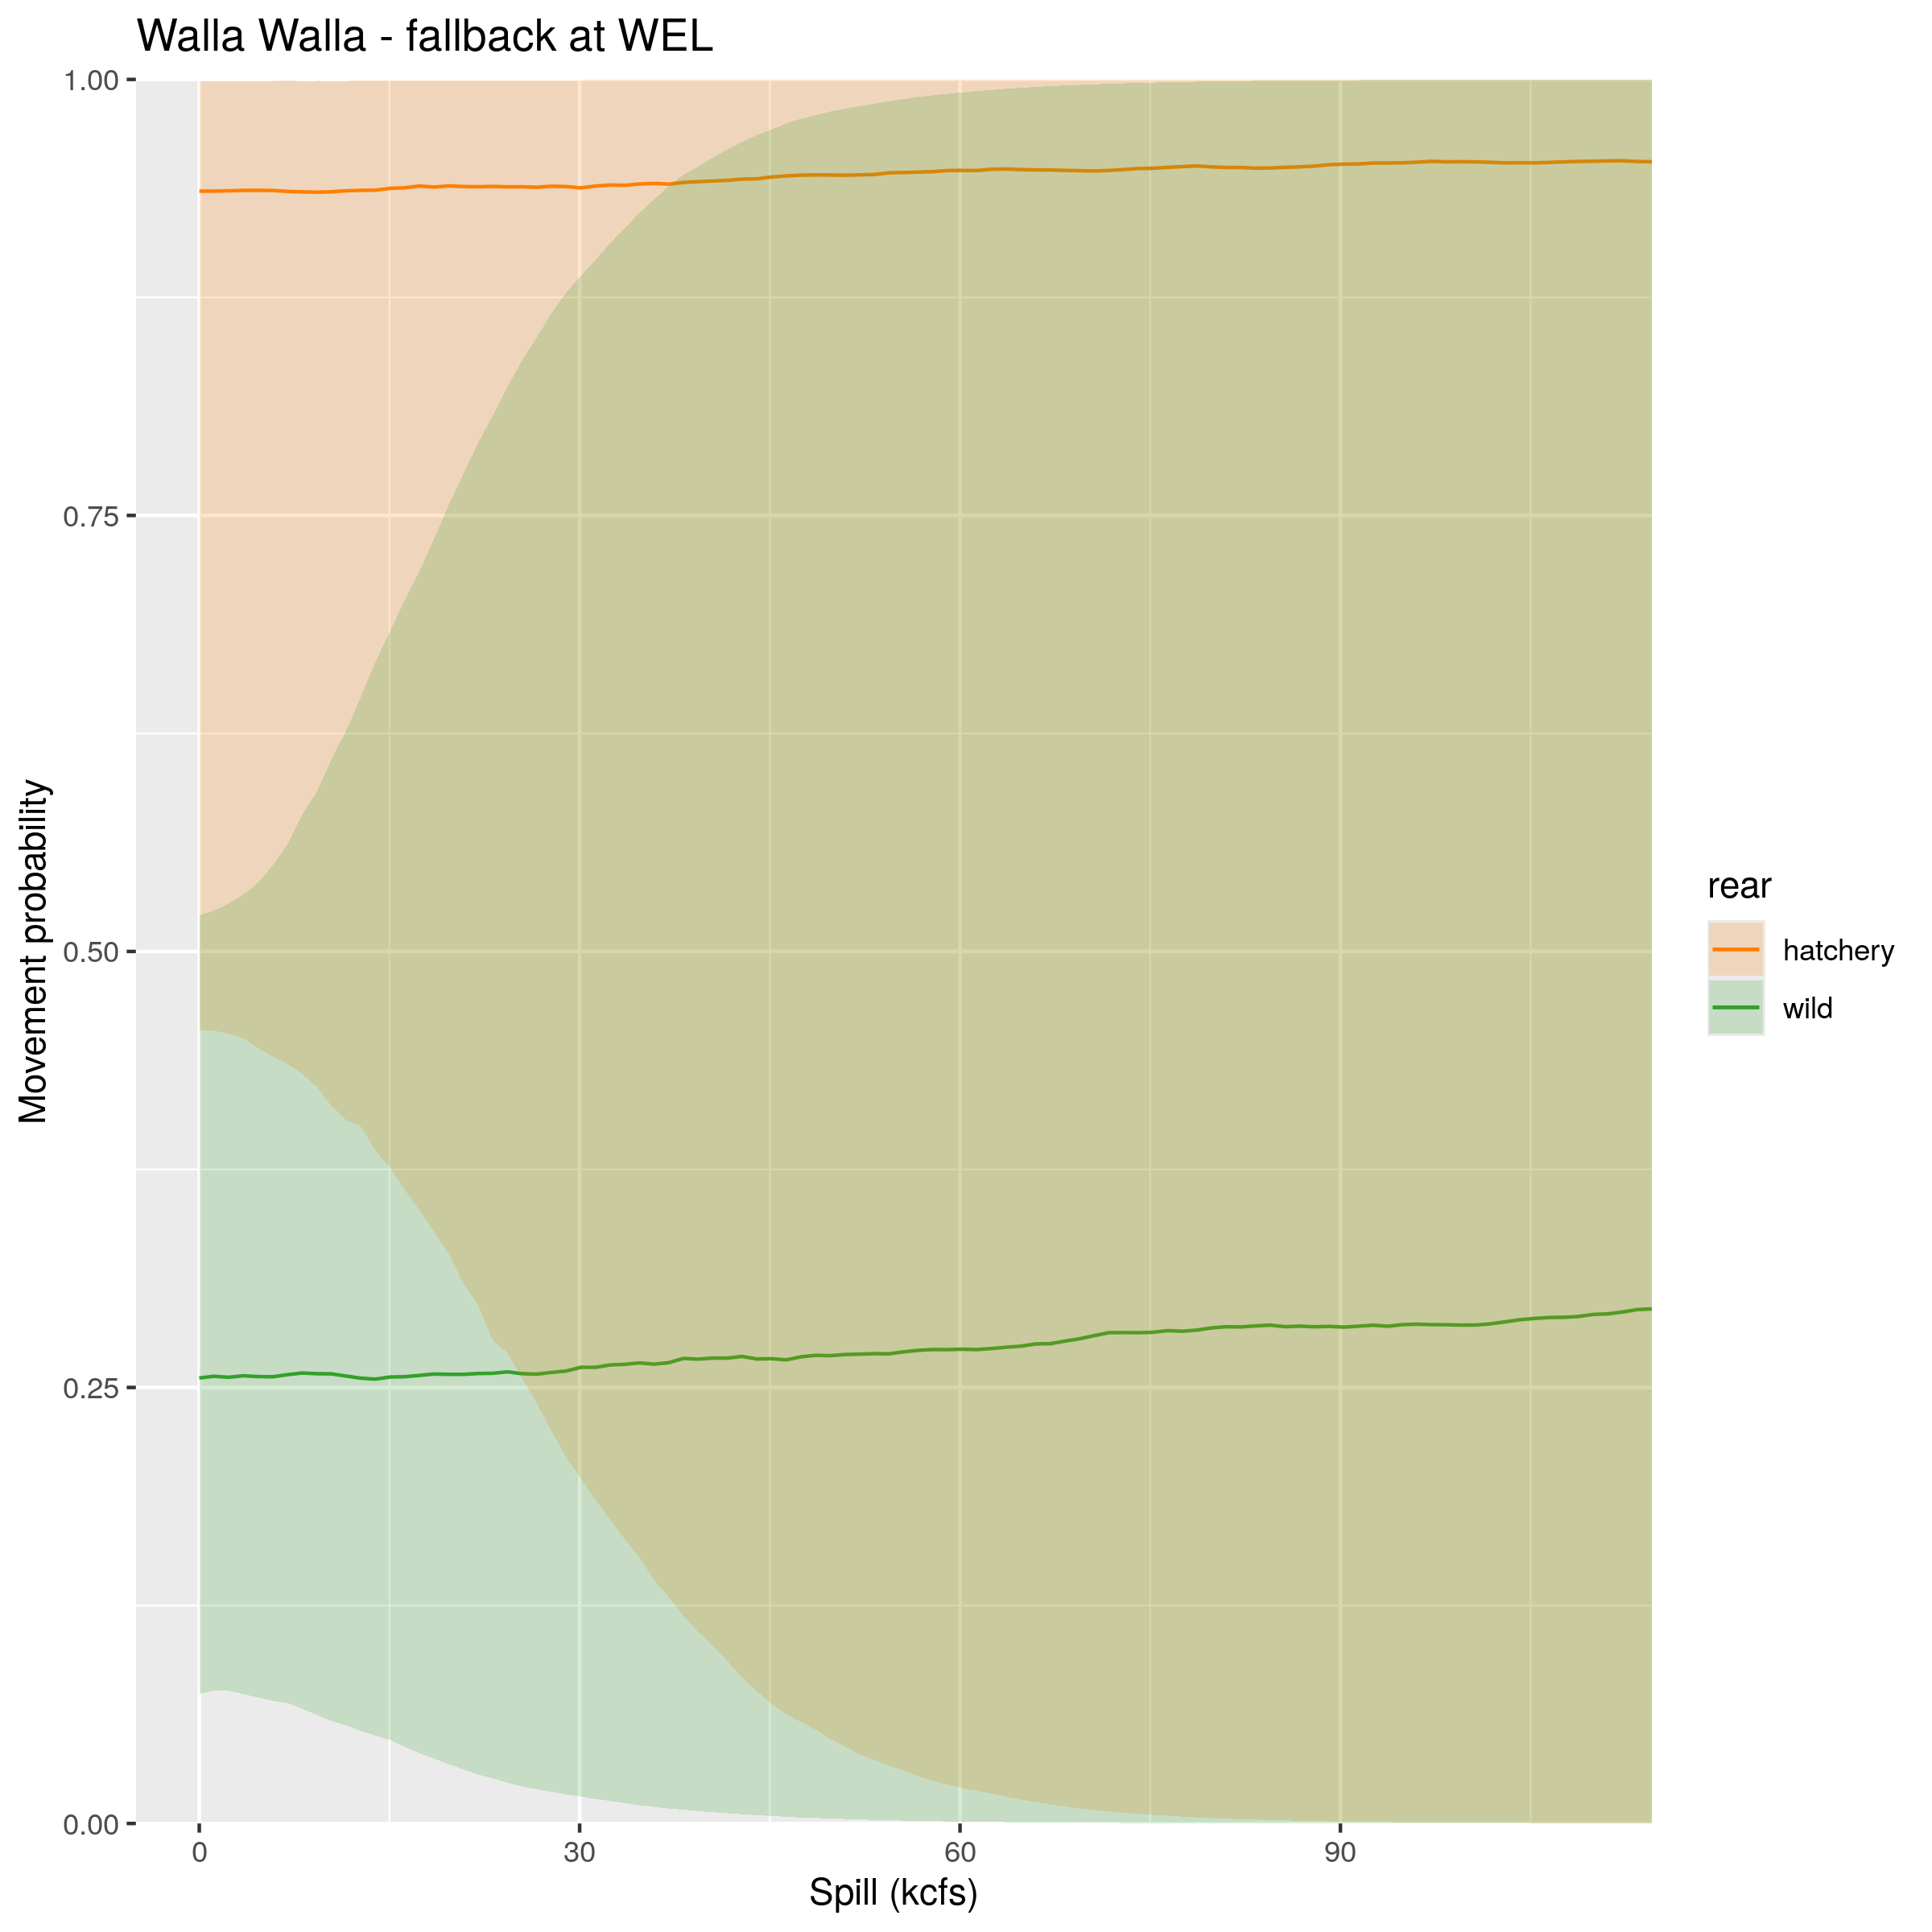 Walla Walla - fallback at WEL
1.00
0.75
0.50
0.25
0.00
Movement probability
0
30
60
90
Spill (kcfs)
rear
hatchery
wild